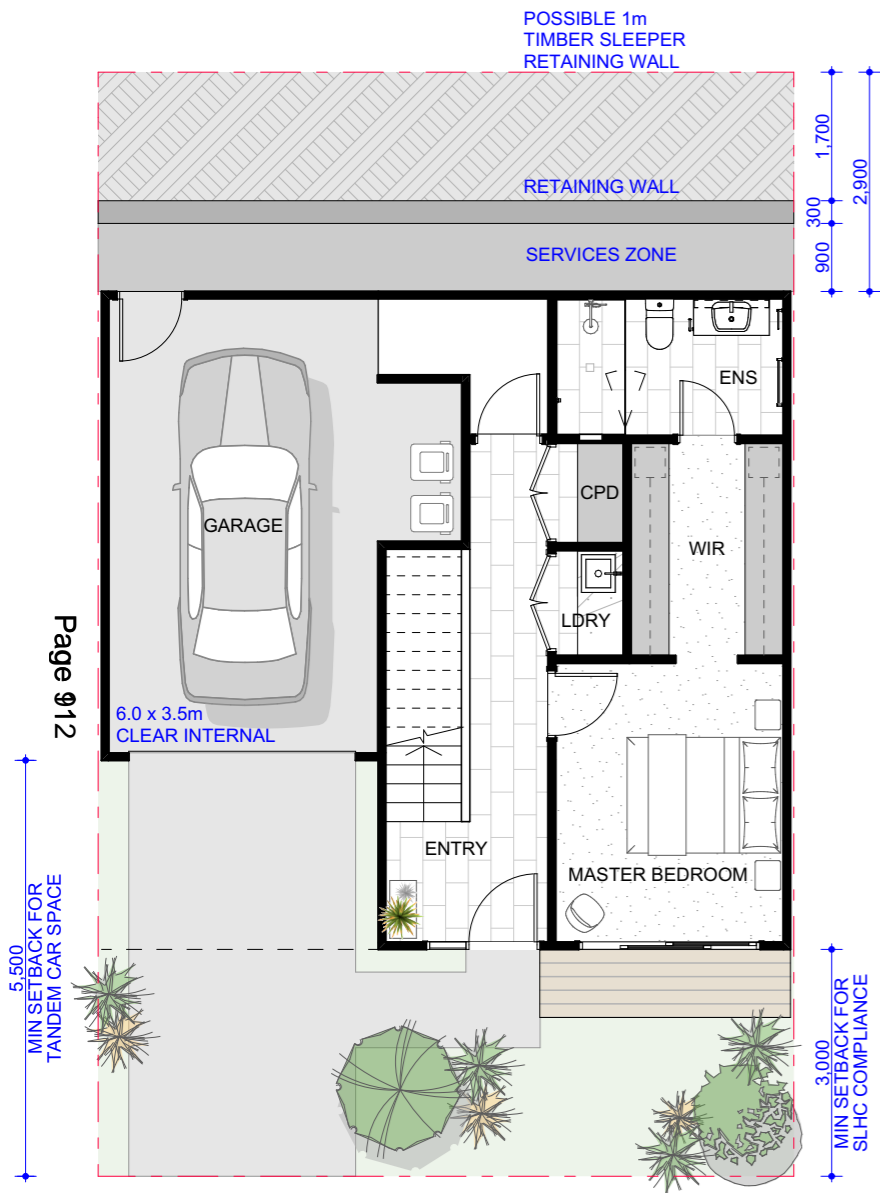 POSSIBLE 1m
TIMBER SLEEPER
RETAINING WALL
1,700
2,900
RETAINING WALL
300
SERVICES ZONE
900
ENS
CPD
GARAGE
WIR
LDRY
6.0 x 3.5m
CLEAR INTERNAL
ENTRY
MASTER BEDROOM
5,500
MIN SETBACK FOR
TANDEM CAR SPACE
3,000
MIN SETBACK FOR
SLHC COMPLIANCE
Page 12